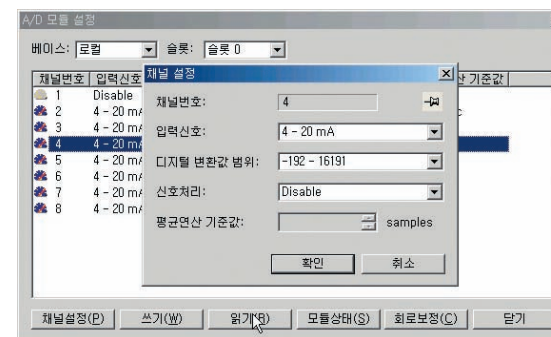 A/D 모듈 설정
베이스: 로컬 슬롯: 슬롯 0
채널번호 입력신호 기준값
1 Disable
2 4 - 20 mA
3 4 - 20 mA
4 4 - 20 mA
5 4 - 20 mA
6 4 - 20 mA
7 4 - 20 mA
8 4 - 20 mA
채널 설정
채널번호: 4
입력신호: 4 - 20 mA
디지털 변환값 범위: -192 - 16191
신호처리: Disable
평균연산 기준값: samples
확인 취소
채널설정(P) 쓰기(W) 읽기(R) 모듈상태(S) 회로보정(C) 닫기